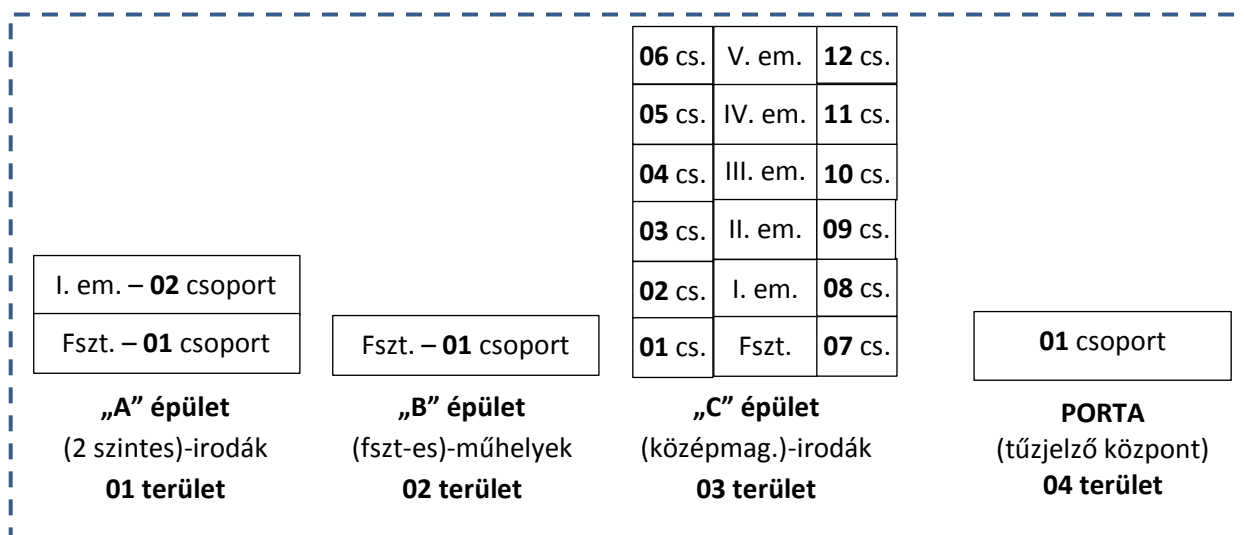 06 cs. V. em. 12 cs.
05 cs. IV. em. 11 cs.
04 cs. III. em. 10 cs.
03 cs. II. em. 09 cs.
I. em. – 02 csoport
02 cs. I. em. 08 cs.
Fszt. – 01 csoport
Fszt. – 01 csoport
01 cs. Fszt. 07 cs.
01 csoport
„A” épület
(2 szintes)-irodák
01 terület
„B” épület
(fszt-es)-műhelyek
02 terület
„C” épület
(középmag.)-irodák
03 terület
PORTA
(tűzjelző központ)
04 terület